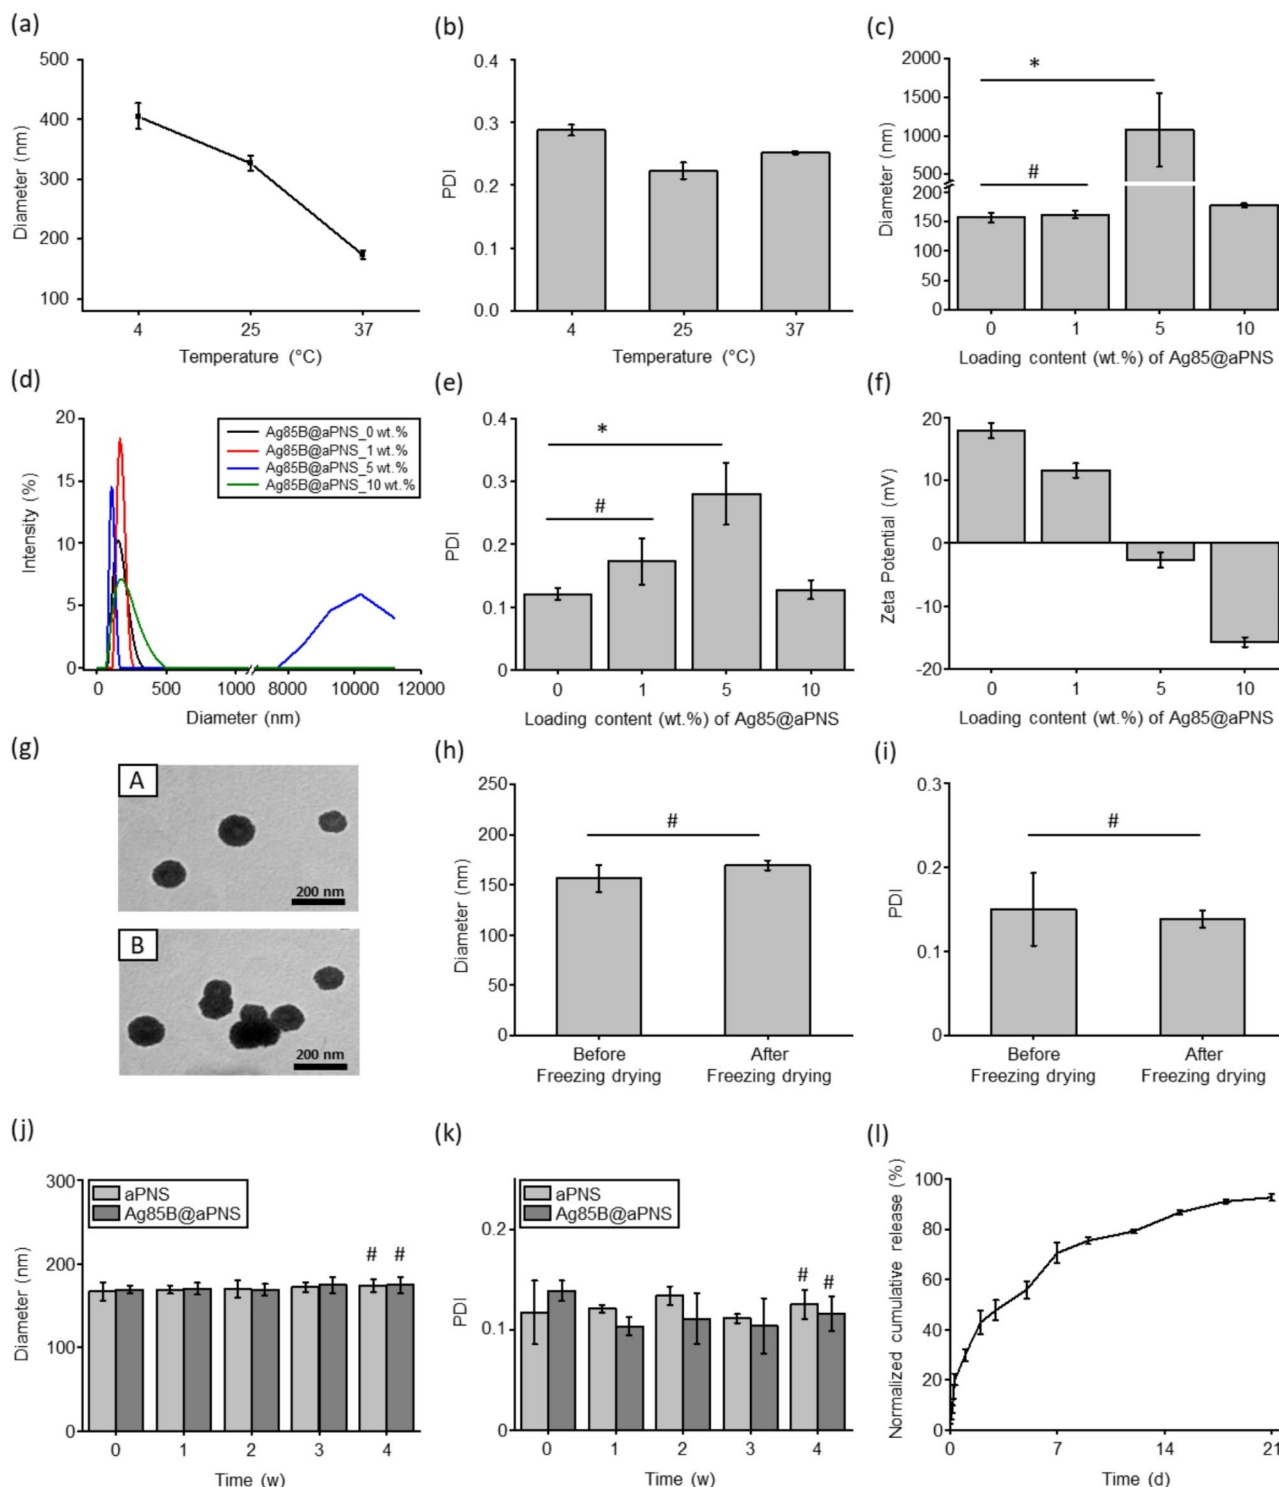 (a)
500
400
300
200
100
Diameter (nm)
4 25 37
Temperature (°C)
(b)
0.4
0.3
0.2
0.1
0.0
PDI
4 25 37
Temperature (°C)
(c)
2000
1500
1000
500
200
150
100
50
0
Diameter (nm)
*
#
0 1 5 10
Loading content (wt.%) of Ag85@aPNS
(d)
20
15
10
5
0
Intensity (%)
Ag85B@aPNS_0 wt.%
Ag85B@aPNS_1 wt.%
Ag85B@aPNS_5 wt.%
Ag85B@aPNS_10 wt.%
0 500 1000 8000 10000 12000
Diameter (nm)
(e)
0.4
0.3
0.2
0.1
0
PDI
*
#
0 1 5 10
Loading content (wt.%) of Ag85@aPNS
(f)
20
10
0
-10
-20
Zeta Potential (mV)
0 1 5 10
Loading content (wt.%) of Ag85@aPNS
(g)
A
200 nm
B
200 nm
(h)
250
200
150
100
50
0
Diameter (nm)
#
Before After
Freezing drying Freezing drying
(i)
0.3
0.2
0.1
0
PDI
#
Before After
Freezing drying Freezing drying
(j)
300
200
100
0
Diameter (nm)
aPNS
Ag85B@aPNS
# #
0 1 2 3 4
Time (w)
(k)
0.2
0.1
0
PDI
aPNS
Ag85B@aPNS
# #
0 1 2 3 4
Time (w)
(l)
100
80
60
40
20
0
Normalized cumulative release (%)
0 7 14 21
Time (d)